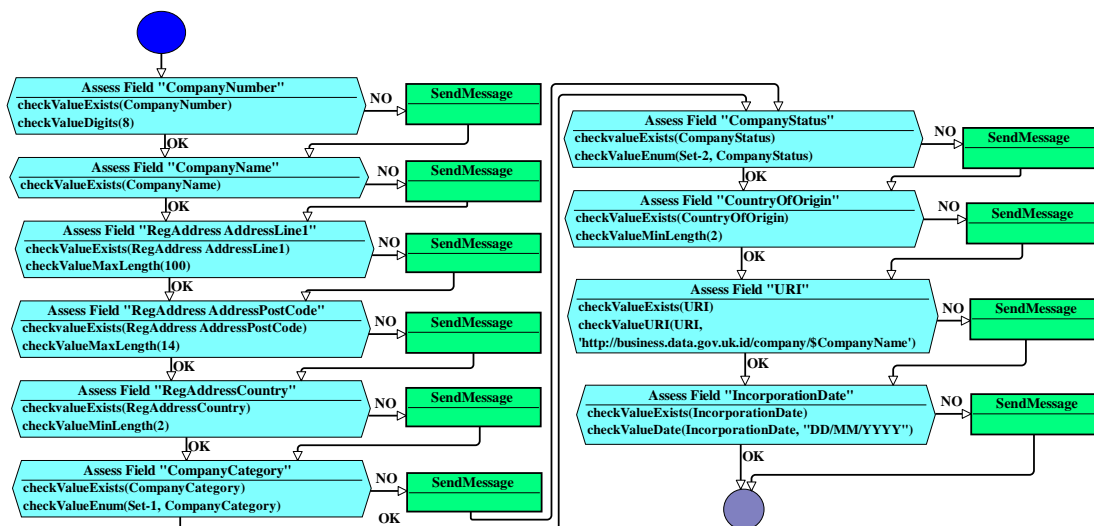 Assess Field "CompanyNumber"
checkValueExists(CompanyNumber)
checkValueDigits(8)
NO
SendMessage
OK
Assess Field "CompanyName"
checkValueExists(CompanyName)
NO
SendMessage
OK
Assess Field "RegAddress AddressLine1"
checkValueExists(RegAddress AddressLine1)
checkValueMaxLength(100)
NO
SendMessage
OK
Assess Field "RegAddress AddressPostCode"
checkvalueExists(RegAddress AddressPostCode)
checkValueMaxLength(14)
NO
SendMessage
OK
Assess Field "RegAddressCountry"
checkvalueExists(RegAddressCountry)
checkValueMinLength(2)
NO
SendMessage
OK
Assess Field "CompanyCategory"
checkValueExists(CompanyCategory)
checkValueEnum(Set-1, CompanyCategory)
NO
SendMessage
OK
Assess Field "CompanyStatus"
checkvalueExists(CompanyStatus)
checkValueEnum(Set-2, CompanyStatus)
NO
SendMessage
OK
Assess Field "CountryOfOrigin"
checkValueExists(CountryOfOrigin)
checkValueMinLength(2)
NO
SendMessage
OK
Assess Field "URI"
checkValueExists(URI)
checkValueURI(URI,
'http://business.data.gov.uk.id/company/$CompanyName')
NO
SendMessage
OK
Assess Field "IncorporationDate"
checkValueExists(IncorporationDate)
checkValueDate(IncorporationDate, "DD/MM/YYYY")
NO
SendMessage
OK